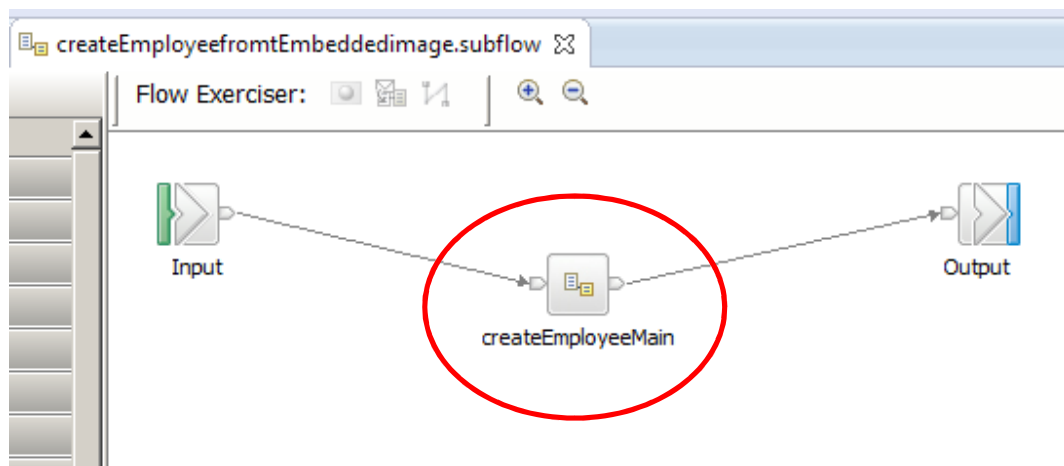 createEmployeefromtEmbeddedimage.subflow
Flow Exerciser:
Input
createEmployeeMain
Output